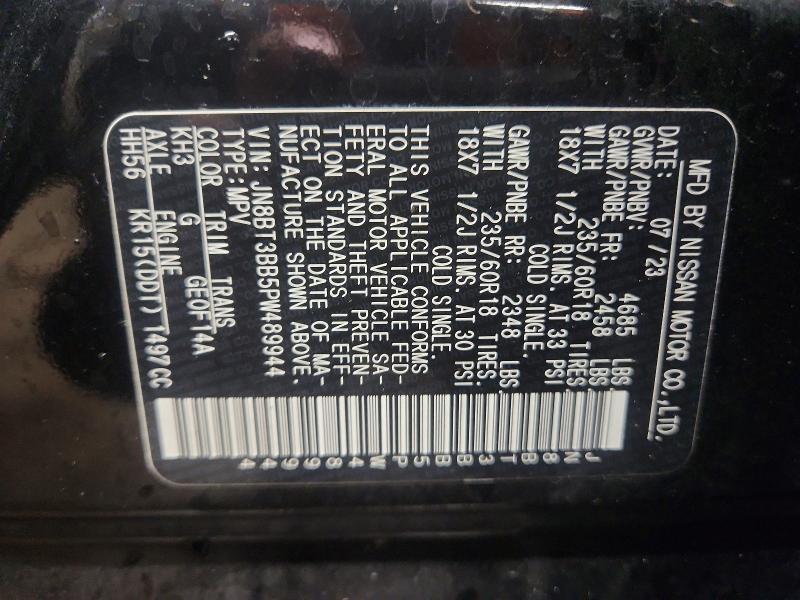 MFD BY NISSAN MOTOR CO.,LTD.
DATE: 07/23
GVWR/PNBV: 4685 LBS
GAWR/PNBE FR: 2458 LBS
WITH 235/60R18 TIRES
18X7 1/2J RIMS. AT 33 PSI
COLD SINGLE.
GAWR/PNBE RR: 2348 LBS
WITH 235/60R18 TIRES.
18X7 1/2J RIMS. AT 30 PSI
COLD SINGLE.
THIS VEHICLE CONFORMS
TO ALL APPLICABLE FED-
ERAL MOTOR VEHICLE SA-
FETY AND THEFT PREVEN-
TION STANDARDS IN EFF-
ECT ON THE DATE OF MA-
NUFACTURE SHOWN ABOVE.
VIN: JN8BT3BB5PW489944
TYPE: MPV
COLOR TRIM TRANS
KH3 G GE0F14A
AXLE ENGINE
HH56 KR15(DDT) 1497CC
JN8BT3BB5PW489944